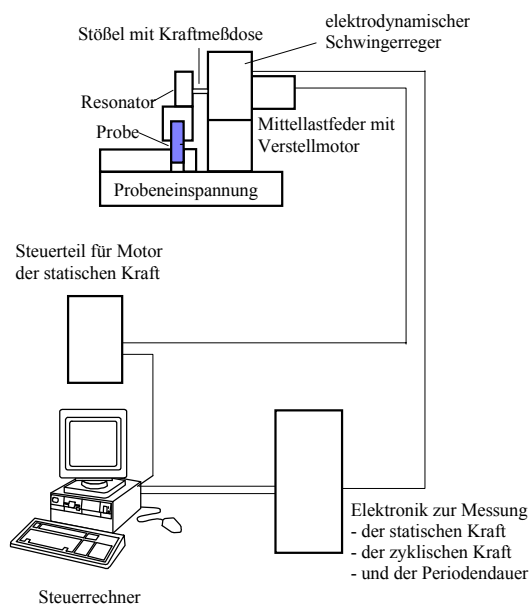 elektrodynamischer
Schwingerreger
Stößel mit Kraftmeßdose
Resonator
Probe
Mittellastfeder mit
Verstellmotor
Probeneinspannung
Steuerteil für Motor
der statischen Kraft
Elektronik zur Messung
- der statischen Kraft
- der zyklischen Kraft
- und der Periodendauer
Steuerrechner